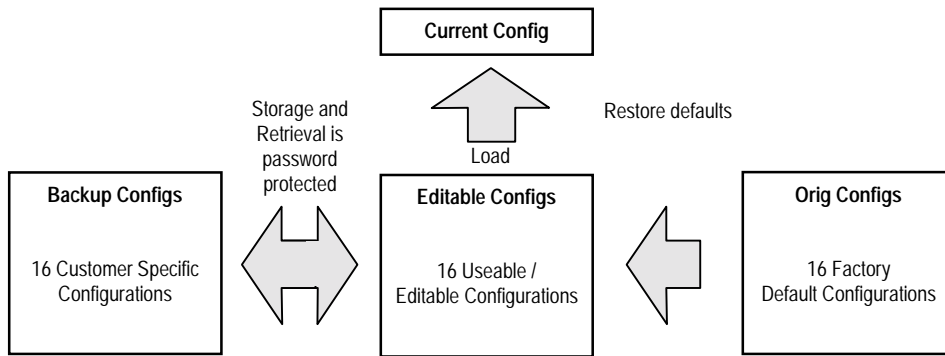 Current Config
Storage and
Retrieval is
password
protected
Restore defaults
Load
Backup Configs
16 Customer Specific
Configurations
Editable Configs
16 Useable /
Editable Configurations
Orig Configs
16 Factory
Default Configurations